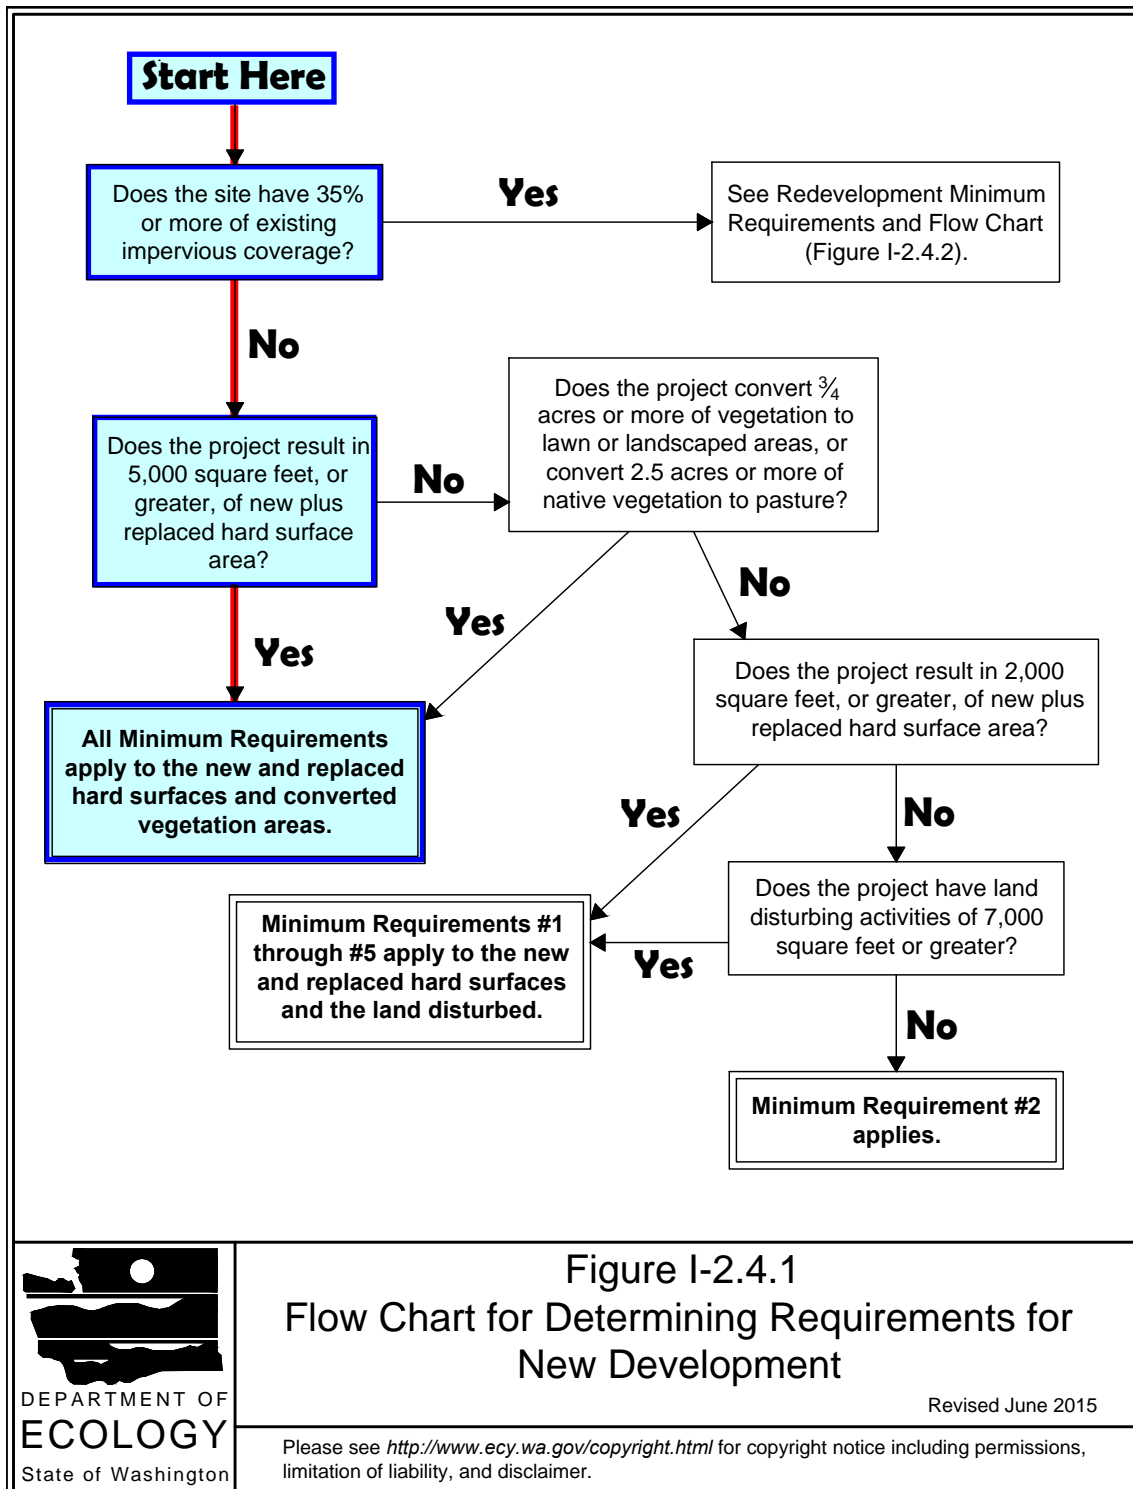 Start Here
Does the site have 35%
or more of existing
impervious coverage?
Yes
See Redevelopment Minimum
Requirements and Flow Chart
(Figure I-2.4.2).
No
Does the project result in
5,000 square feet, or
greater, of new plus
replaced hard surface
area?
No
Does the project convert ¾
acres or more of vegetation to
lawn or landscaped areas, or
convert 2.5 acres or more of
native vegetation to pasture?
Yes
Yes
No
All Minimum Requirements
apply to the new and replaced
hard surfaces and converted
vegetation areas.
Does the project result in 2,000
square feet, or greater, of new plus
replaced hard surface area?
Yes
No
Minimum Requirements #1
through #5 apply to the new
and replaced hard surfaces
and the land disturbed.
Yes
Does the project have land
disturbing activities of 7,000
square feet or greater?
No
Minimum Requirement #2
applies.
DEPARTMENT OF
ECOLOGY
State of Washington
Figure I-2.4.1
Flow Chart for Determining Requirements for
New Development
Revised June 2015
Please see http://www.ecy.wa.gov/copyright.html for copyright notice including permissions,
limitation of liability, and disclaimer.